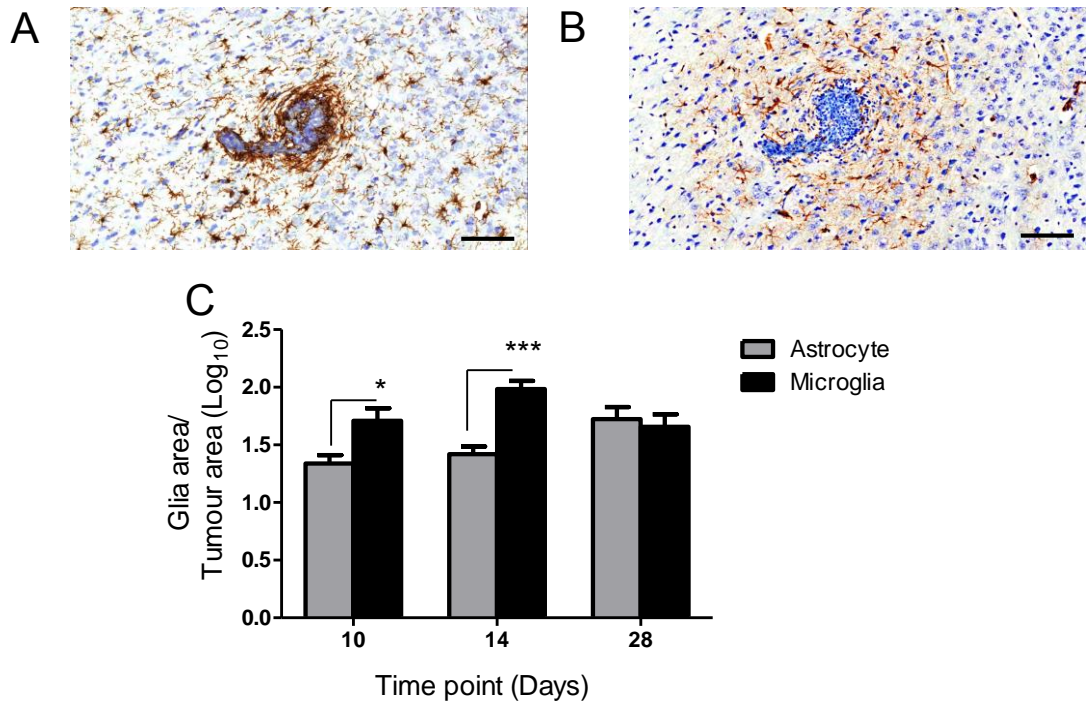 A
B
C
Glia area/
Tumour area (Log₁₀)
2.5
2.0
1.5
1.0
0.5
0.0
*
***
Astrocyte
Microglia
10
14
28
Time point (Days)